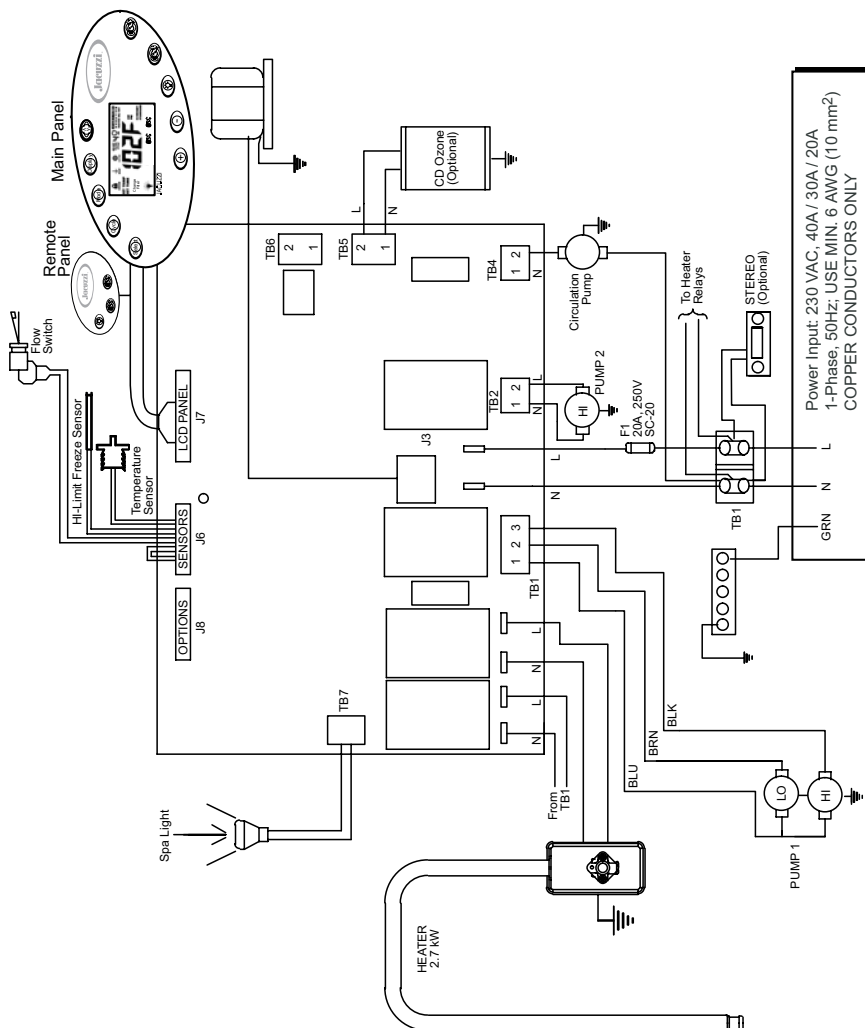 Main Panel
Jacuzzi
102F
JACUZZI
Remote
Panel
Jacuzzi
Flow
Switch
HI-Limit Freeze Sensor
Temperature
Sensor
LCD PANEL
J7
SENSORS
J6
OPTIONS
J8
Spa Light
TB7
TB6
2
1
TB5
2
1
L
N
CD Ozone
(Optional)
TB4
1 2
N
Circulation
Pump
TB2
1 2
N
L
HI
PUMP 2
J3
N
L
F1
20A, 250V
SC-20
To Heater
Relays
STEREO
(Optional)
TB1
1 2 3
N
L
N
L
From
TB1
BLU
BRN
BLK
LO
HI
PUMP 1
HEATER
2.7 kW
TB1
GRN
N
L
Power Input: 230 VAC, 40A / 30A / 20A
1-Phase, 50Hz; USE MIN. 6 AWG (10 mm²)
COPPER CONDUCTORS ONLY